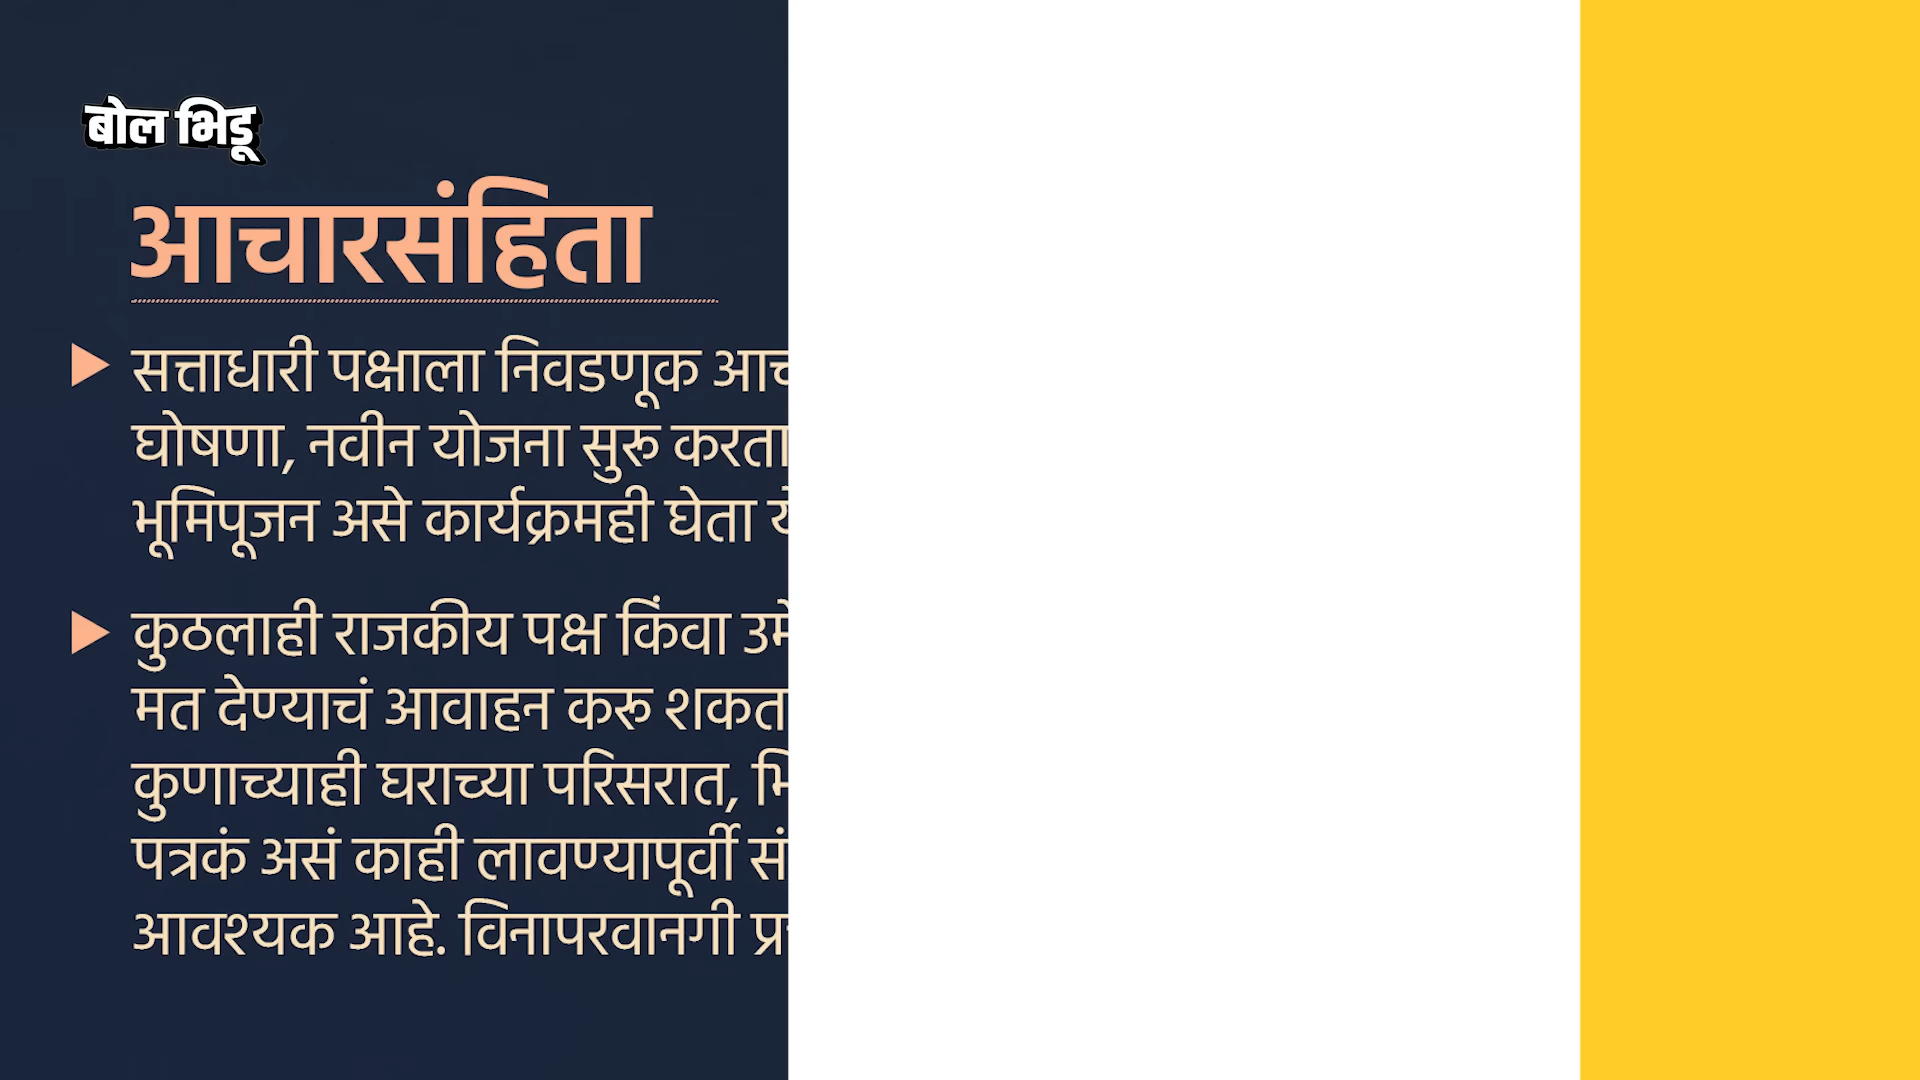 बोल भिडू
आचारसंहिता
सत्ताधारी पक्षाला निवडणूक
घोषणा, नवीन योजना सुरू करता
भूमिपूजन असे कार्यक्रमही घेता
कुठलाही राजकीय पक्ष किंवा
मत देण्याचं आवाहन करू शकत
कुणाच्याही घराच्या परिसरात,
पत्रकं असं काही लावण्यापूर्वी
आवश्यक आहे. विनापरवानगी